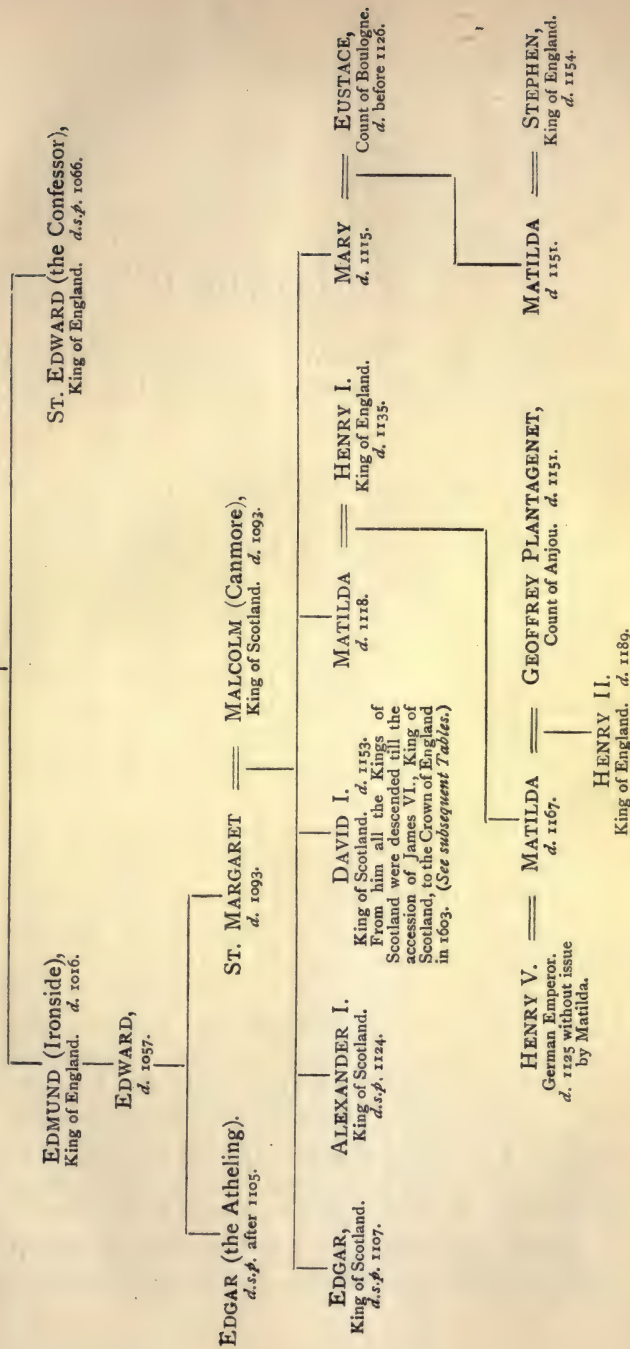 EDMUND (Ironside),
King of England. d. 1016.
ST. EDWARD (the Confessor),
King of England. d.s.p. 1066.
EDWARD,
d. 1057.
EDGAR (the Atheling).
d.s.p. after 1105.
ST. MARGARET
d. 1093.
MALCOLM (Canmore),
King of Scotland. d. 1093.
EDGAR,
King of Scotland.
d.s.p. 1107.
ALEXANDER I.
King of Scotland.
d.s.p. 1124.
DAVID I.
King of Scotland. d. 1153.
From him all the Kings of
Scotland were descended till the
accession of James VI., King of
Scotland, to the Crown of England
in 1603. (See subsequent Tables.)
MATILDA
d. 1118.
HENRY I.
King of England.
d. 1135.
MARY
d. 1115.
EUSTACE,
Count of Boulogne.
d. before 1126.
HENRY V.
German Emperor.
d. 1125 without issue
by Matilda.
MATILDA
d. 1167.
GEOFFREY PLANTAGENET,
Count of Anjou. d. 1151.
MATILDA
d 1151.
STEPHEN,
King of England.
d. 1154.
HENRY II.
King of England. d. 1189.